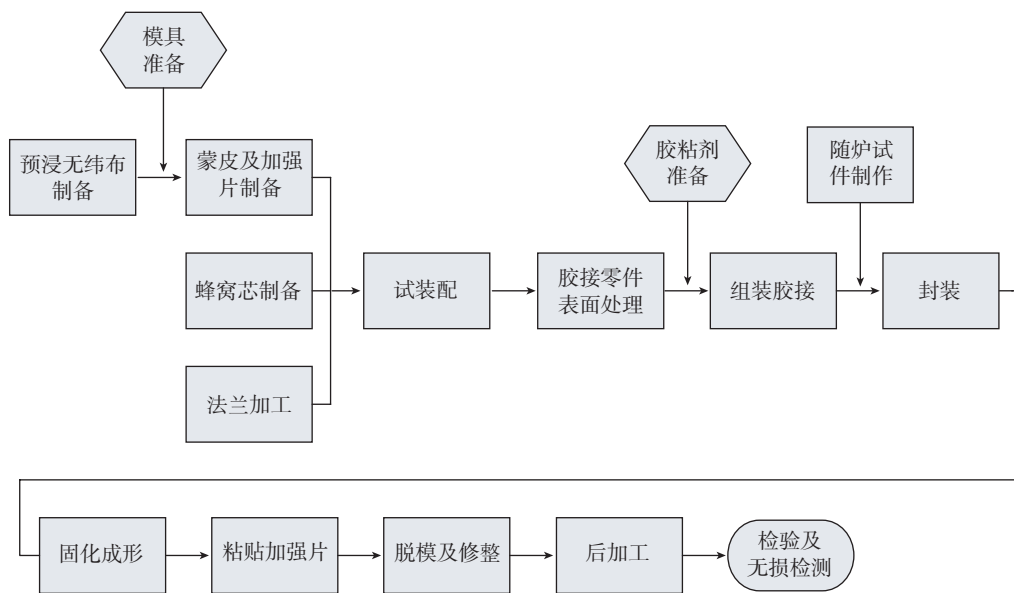 模具
准备
预浸无纬布
制备
蒙皮及加强
片制备
胶粘剂
准备
随炉试
件制作
蜂窝芯制备
试装配
胶接零件
表面处理
组装胶接
封装
法兰加工
固化成形
粘贴加强片
脱模及修整
后加工
检验及
无损检测